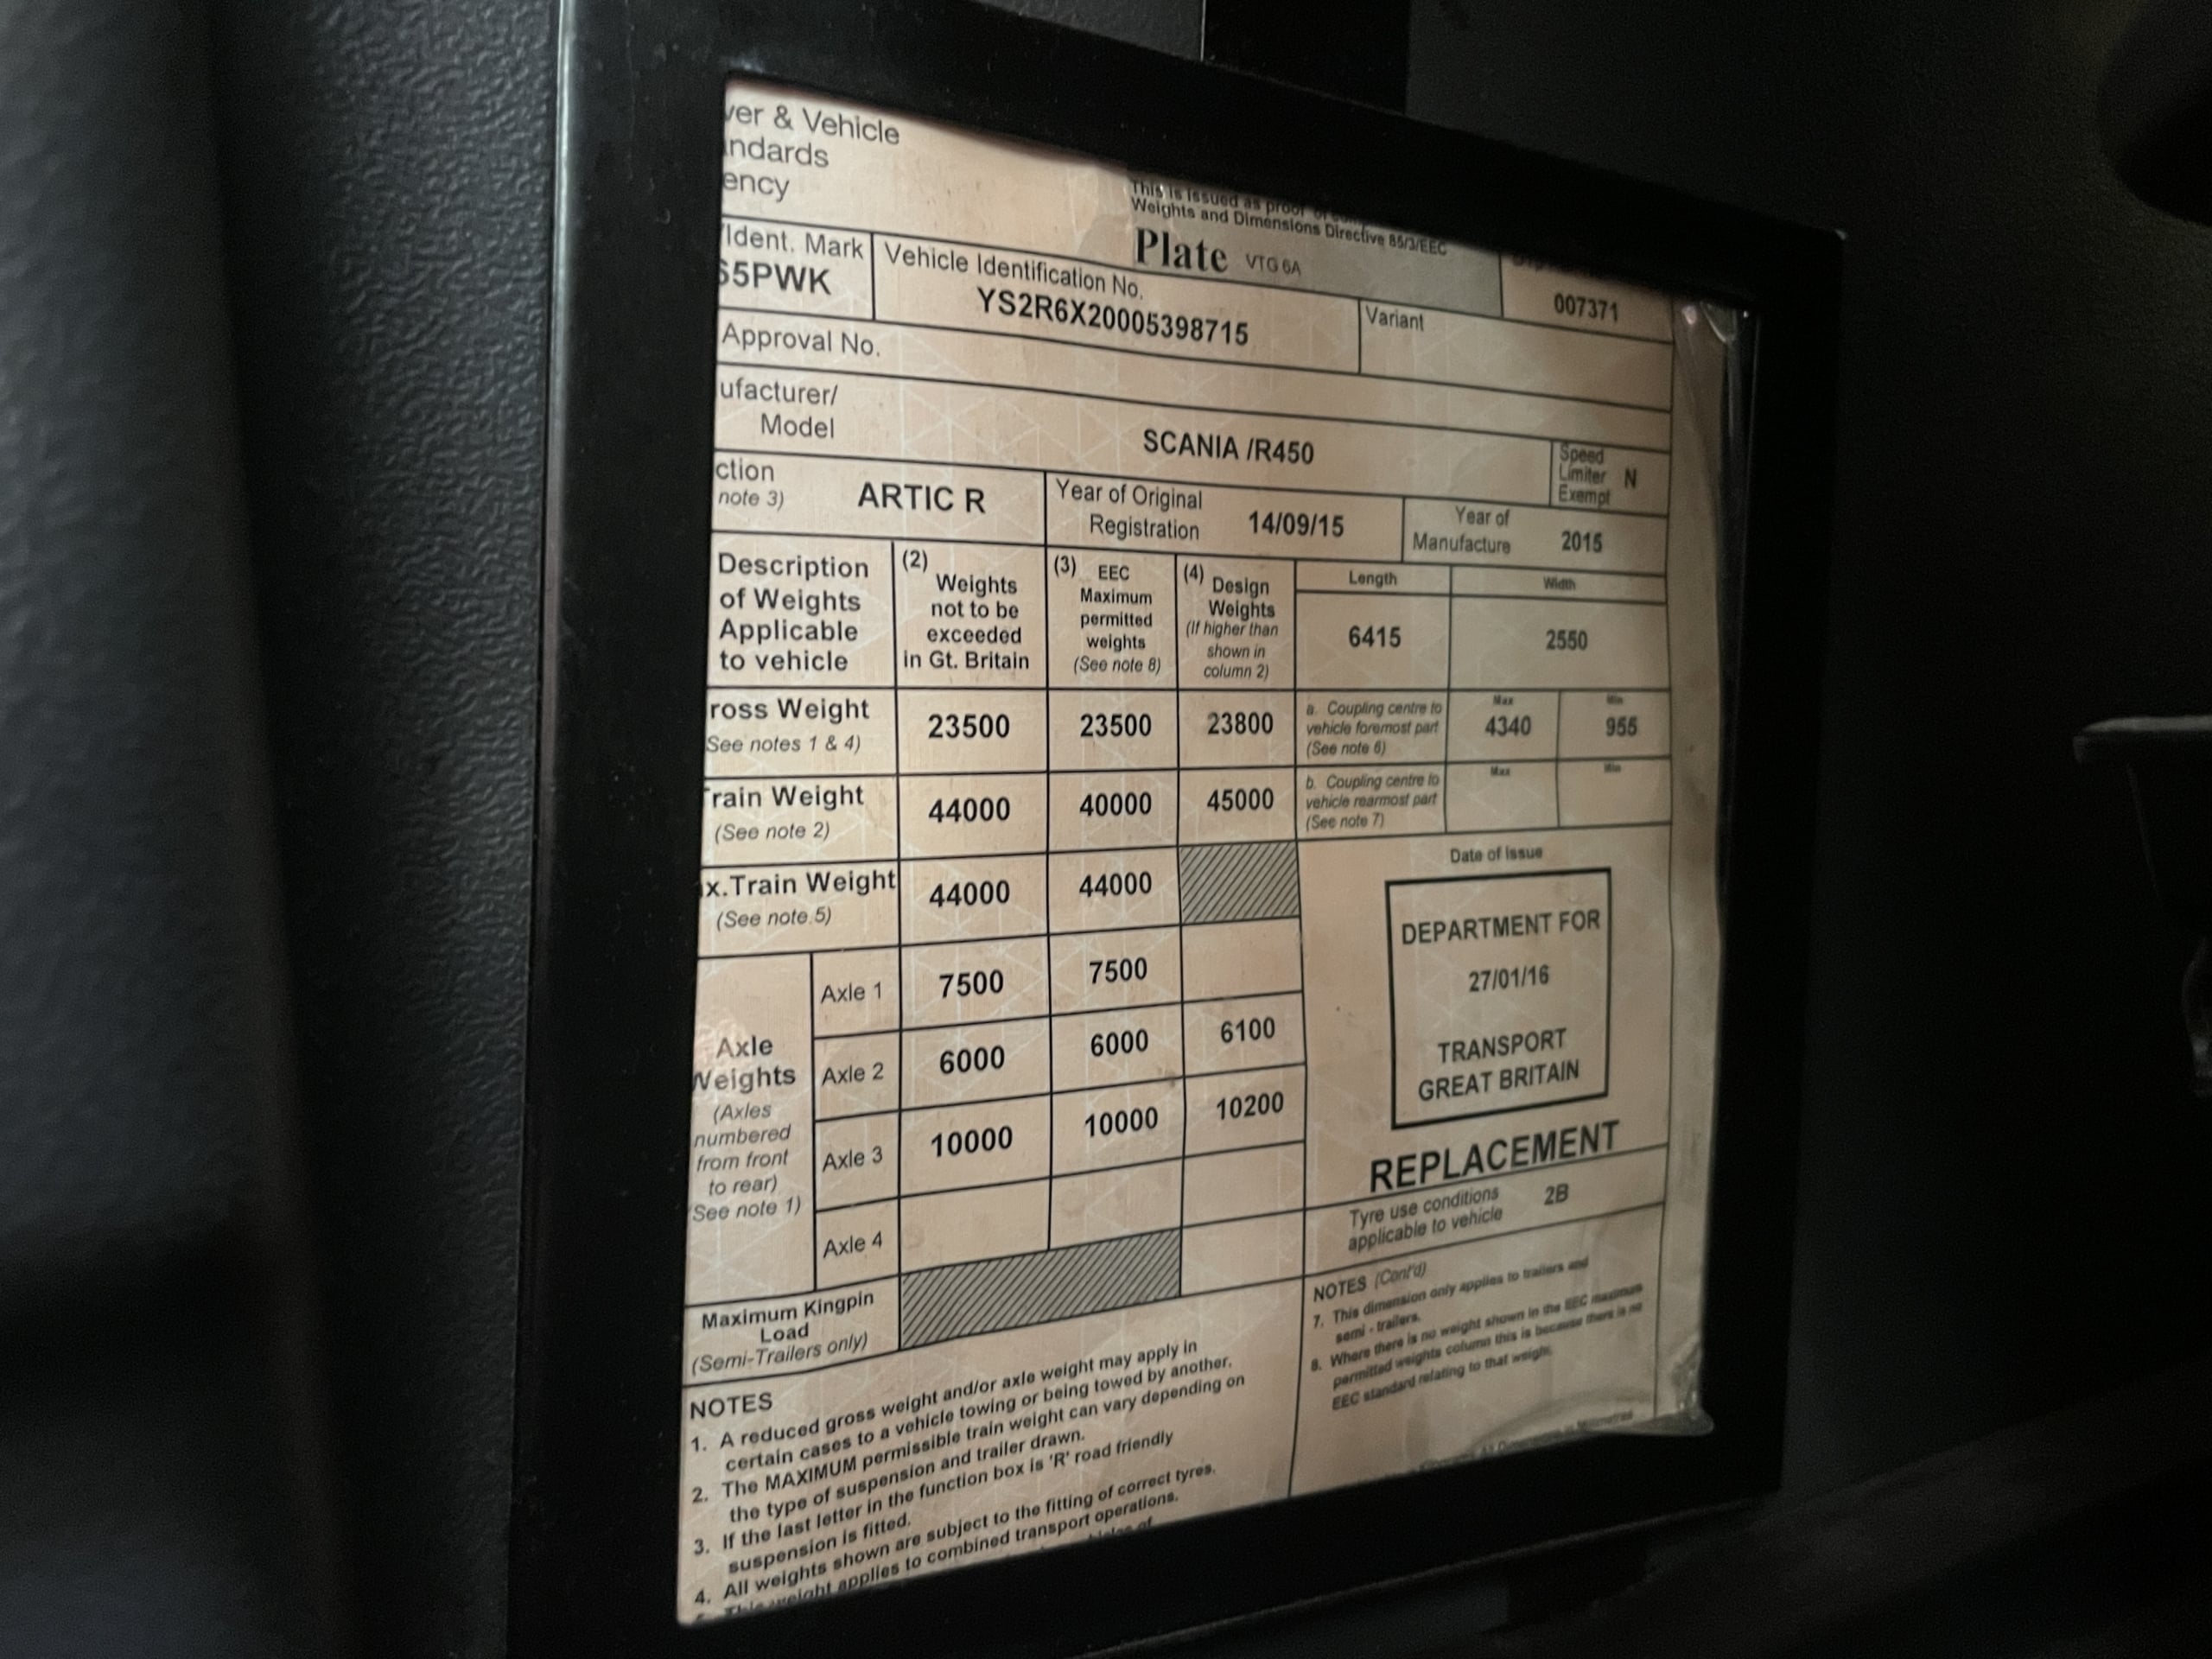 ver & Vehicle
ndards
ency
This is issued as proof of
Weights and Dimensions Directive 85/3/EEC
Plate VTG 6A
Ident. Mark
65PWK
Vehicle Identification No.
YS2R6X20005398715
Variant
007371
Approval No.
ufacturer/
Model
SCANIA /R450
Speed
Limiter N
Exempt
ction
note 3)
ARTIC R
Year of Original
Registration 14/09/15
Year of
Manufacture 2015
Description
of Weights
Applicable
to vehicle
(2)
Weights
not to be
exceeded
in Gt. Britain
(3) EEC
Maximum
permitted
weights
(See note 8)
(4) Design
Weights
(If higher than
shown in
column 2)
Length
6415
Width
2550
ross Weight
See notes 1 & 4)
23500 23500 23800
a. Coupling centre to
vehicle foremost part
(See note 6)
Max
4340
Min
955
rain Weight
(See note 2)
44000 40000 45000
b. Coupling centre to
vehicle rearmost part
(See note 7)
Max
Min
x.Train Weight
(See note 5)
44000 44000
Axle
Weights
(Axles
numbered
from front
to rear)
See note 1)
Axle 1 7500 7500
Axle 2 6000 6000 6100
Axle 3 10000 10000 10200
Axle 4
Maximum Kingpin
Load
(Semi-Trailers only)
Date of issue
DEPARTMENT FOR
27/01/16
TRANSPORT
GREAT BRITAIN
REPLACEMENT
Tyre use conditions
applicable to vehicle
2B
NOTES
1. A reduced gross weight and/or axle weight may apply in
certain cases to a vehicle towing or being towed by another.
2. The MAXIMUM permissible train weight can vary depending on
the type of suspension and trailer drawn.
3. If the last letter in the function box is 'R' road friendly
suspension is fitted.
4. All weights shown are subject to the fitting of correct tyres.
This weight applies to combined transport operations.
NOTES (Cont'd)
7. This dimension only applies to trailers and
semi - trailers.
8. Where there is no weight shown in the EEC maximum
permitted weights column this is because there is no
EEC standard relating to that weight.